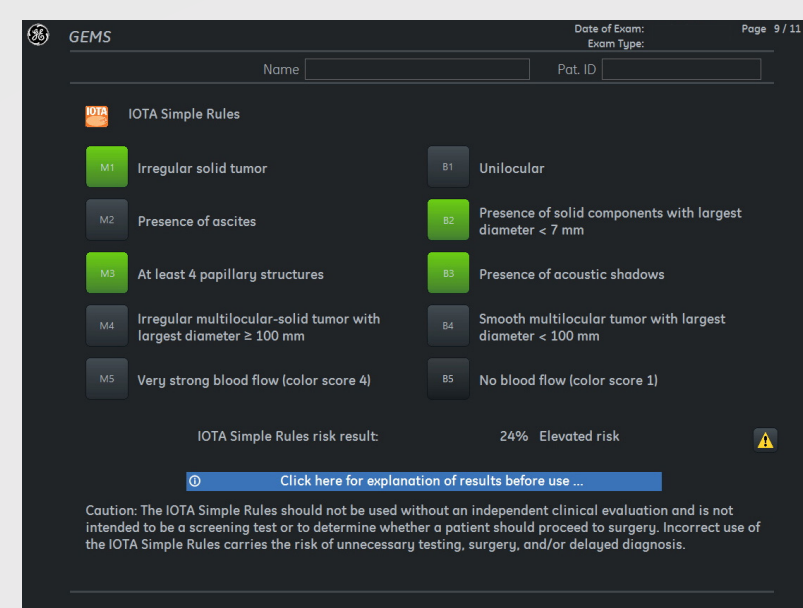 GEMS
Date of Exam:
Exam Type:
Page 9 / 11
Name
Pat. ID
IOTA
IOTA Simple Rules
M1 Irregular solid tumor
B1 Unilocular
M2 Presence of ascites
B2 Presence of solid components with largest
diameter < 7 mm
M3 At least 4 papillary structures
B3 Presence of acoustic shadows
M4 Irregular multilocular-solid tumor with
largest diameter ≥ 100 mm
B4 Smooth multilocular tumor with largest
diameter < 100 mm
M5 Very strong blood flow (color score 4)
B5 No blood flow (color score 1)
IOTA Simple Rules risk result: 24% Elevated risk
Click here for explanation of results before use ...
Caution: The IOTA Simple Rules should not be used without an independent clinical evaluation and is not
intended to be a screening test or to determine whether a patient should proceed to surgery. Incorrect use of
the IOTA Simple Rules carries the risk of unnecessary testing, surgery, and/or delayed diagnosis.